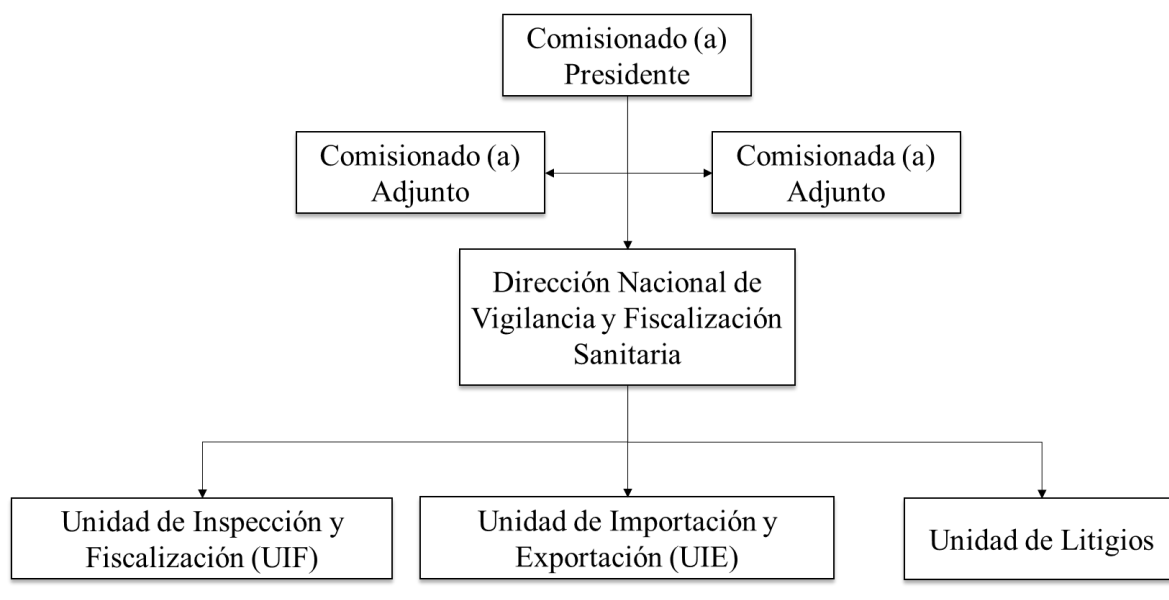 Comisionado (a)
Presidente
Comisionado (a)
Adjunto
Comisionada (a)
Adjunto
Dirección Nacional de
Vigilancia y Fiscalización
Sanitaria
Unidad de Inspección y
Fiscalización (UIF)
Unidad de Importación y
Exportación (UIE)
Unidad de Litigios